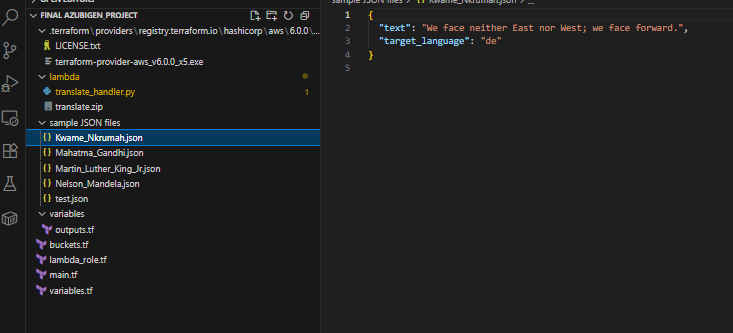 FINAL AZUBIGEN_PROJECT
.terraform\providers\registry.terraform.io\hashicorp\aws\6.0.0\...
LICENSE.txt
terraform-provider-aws_v6.0.0_x5.exe
lambda
translate_handler.py 1
translate.zip
sample JSON files
{} Kwame_Nkrumah.json
{} Mahatma_Gandhi.json
{} Martin_Luther_King_Jr.json
{} Nelson_Mandela.json
{} test.json
variables
outputs.tf
buckets.tf
lambda_role.tf
main.tf
variables.tf
sample JSON files > {} Kwame_Nkrumah.json > ...
1 {
2 "text": "We face neither East nor West; we face forward.",
3 "target_language": "de"
4 }
5